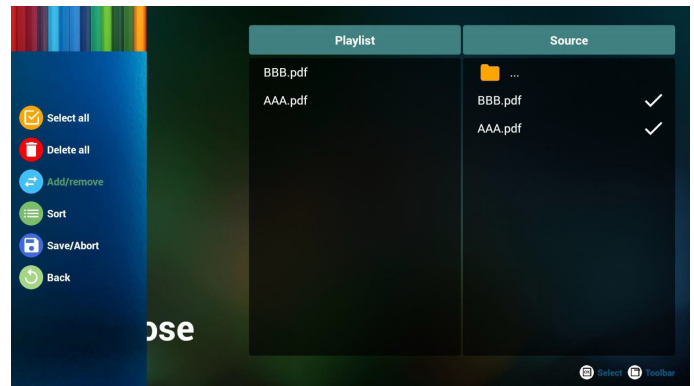 Playlist
Source
BBB.pdf
AAA.pdf
...
BBB.pdf
AAA.pdf
Select all
Delete all
Add/remove
Sort
Save/Abort
Back
ose
Select
Toolbar